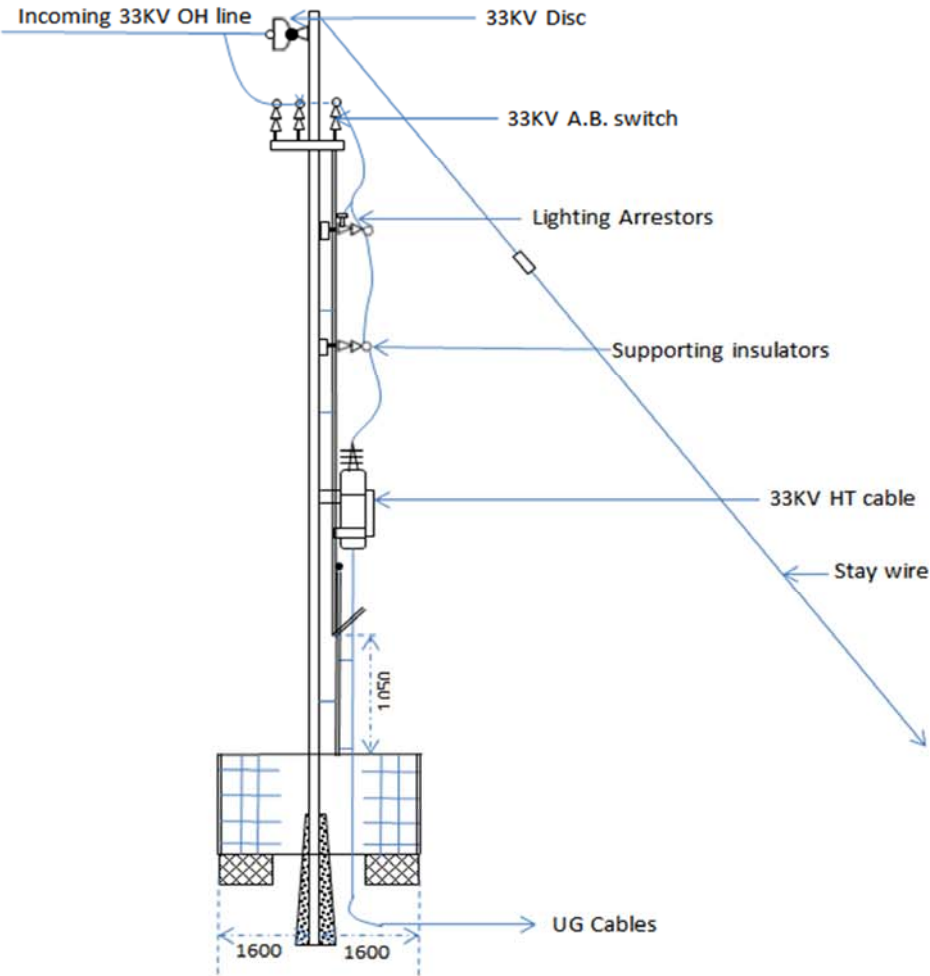 Incoming 33KV OH line
33KV Disc
33KV A.B. switch
Lighting Arrestors
Supporting insulators
33KV HT cable
Stay wire
1050
UG Cables
1600
1600